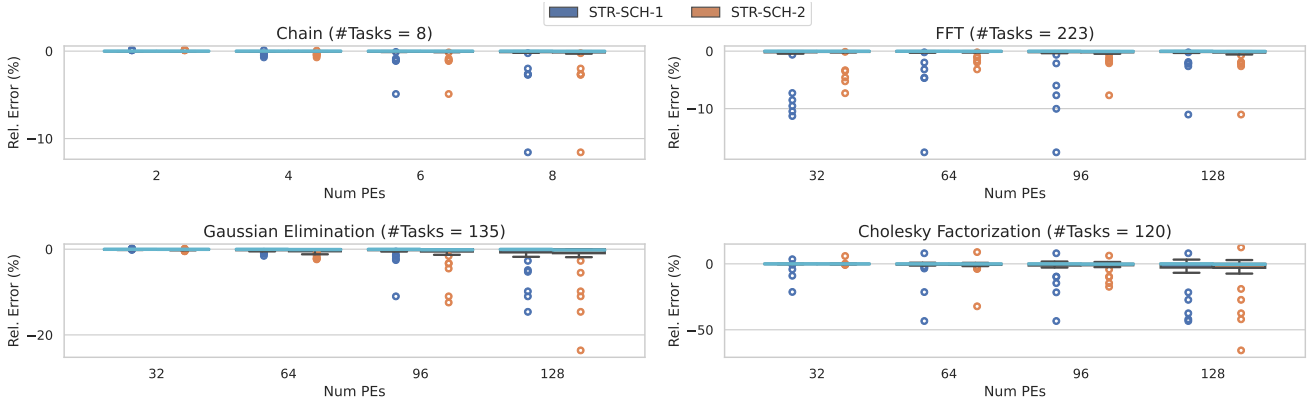 STR-SCH-1 STR-SCH-2
Chain (#Tasks = 8)
Rel. Error (%)
0
−10
2 4 6 8
Num PEs
FFT (#Tasks = 223)
Rel. Error (%)
0
−10
32 64 96 128
Num PEs
Gaussian Elimination (#Tasks = 135)
Rel. Error (%)
0
−20
32 64 96 128
Num PEs
Cholesky Factorization (#Tasks = 120)
Rel. Error (%)
0
−50
32 64 96 128
Num PEs